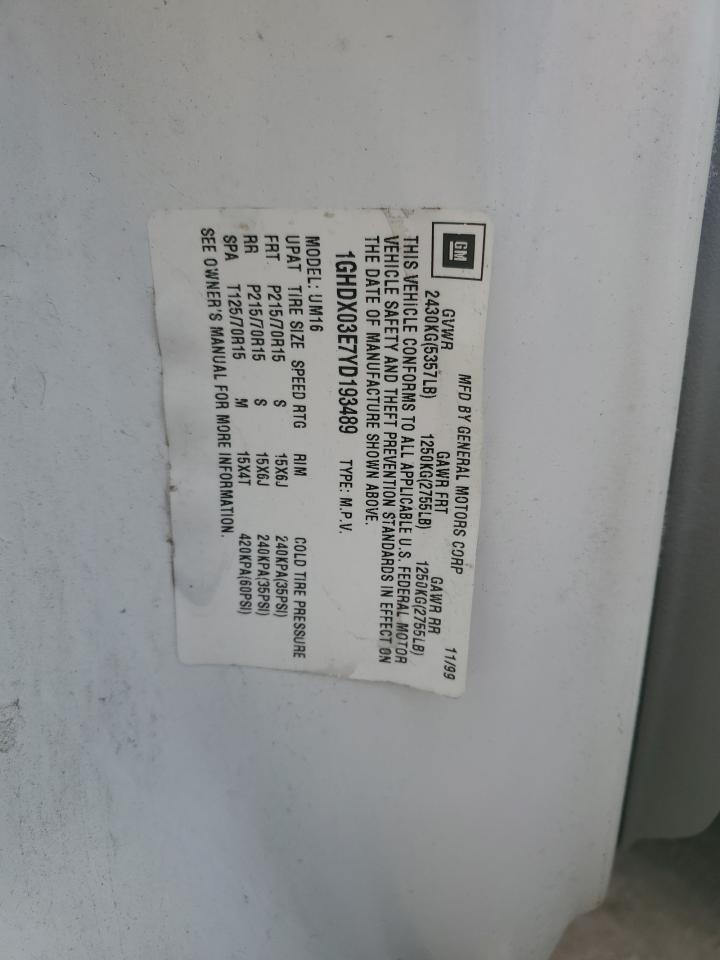 GM
MFD BY GENERAL MOTORS CORP 11/99
GVWR GAWR FRT GAWR RR
2430KG(5357LB) 1250KG(2755LB) 1250KG(2755LB)
THIS VEHICLE CONFORMS TO ALL APPLICABLE U.S. FEDERAL MOTOR
VEHICLE SAFETY AND THEFT PREVENTION STANDARDS IN EFFECT ON
THE DATE OF MANUFACTURE SHOWN ABOVE.
1GHDX03E7YD193489 TYPE: M.P.V.
MODEL: UM16
UPAT TIRE SIZE SPEED RTG RIM COLD TIRE PRESSURE
FRT. P215/70R15 S 15X6J 240KPA(35PSI)
RR P215/70R15 S 15X6J 240KPA(35PSI)
SPA T125/70R15 M 15X4T 420KPA(60PSI)
SEE OWNER'S MANUAL FOR MORE INFORMATION.